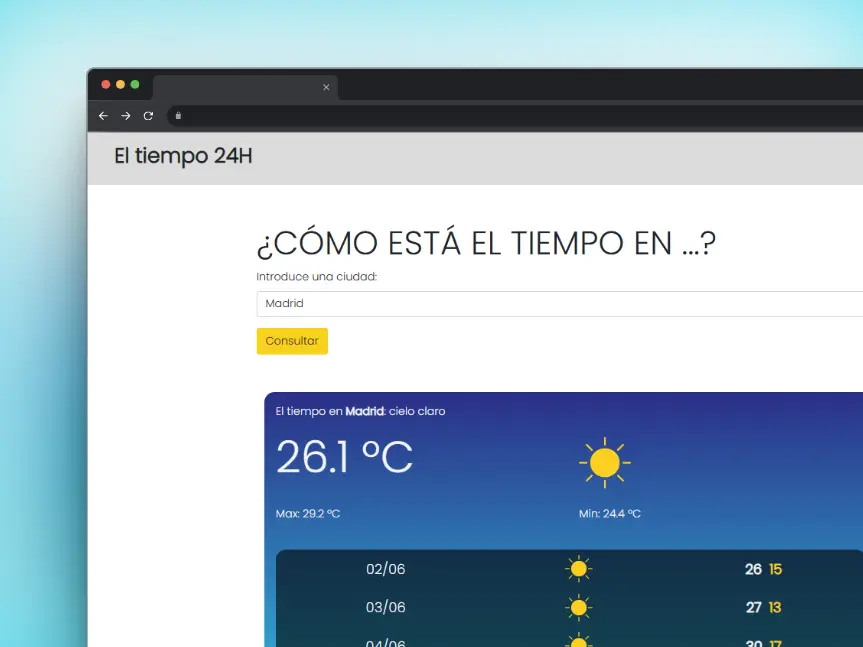 El tiempo 24H
¿CÓMO ESTÁ EL TIEMPO EN ...?
Introduce una ciudad:
Madrid
Consultar
El tiempo en Madrid: cielo claro
26.1 ºC
Max: 29.2 ºC Min: 24.4 ºC
02/06 26 15
03/06 27 13
04/06 30 17